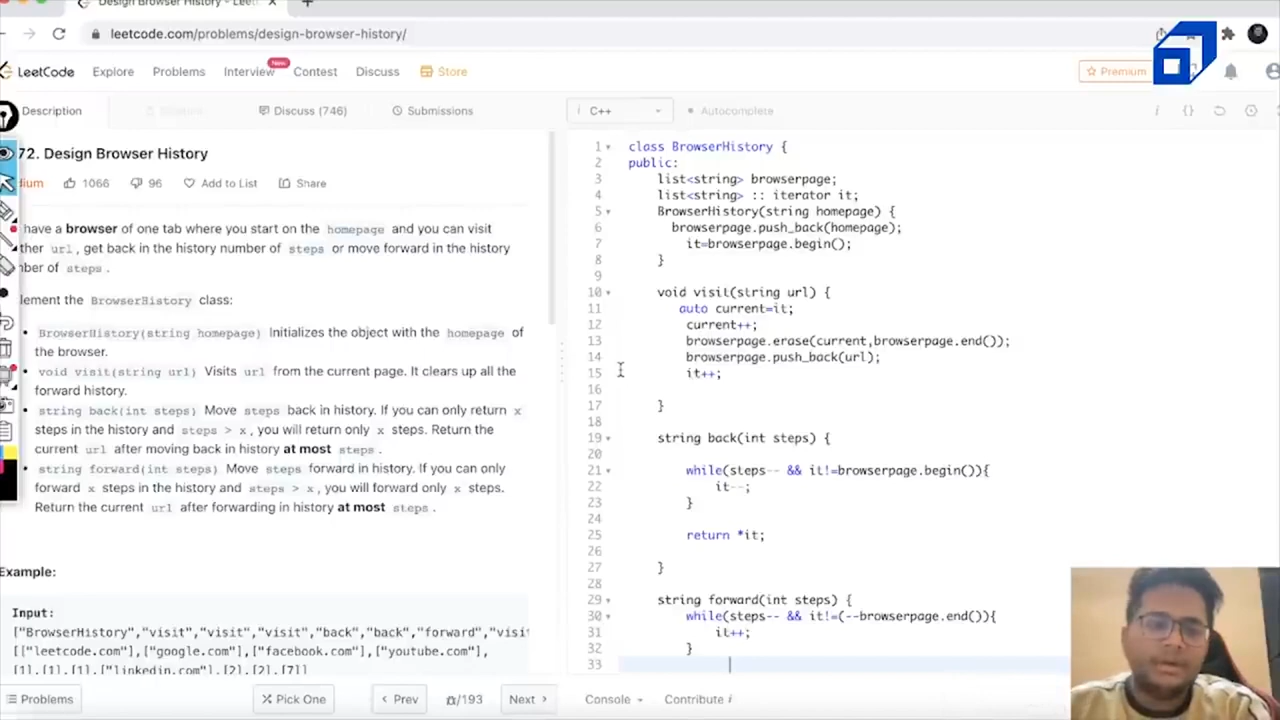 Design Browser History - Leet
leetcode.com/problems/design-browser-history/
LeetCode Explore Problems Interview New Contest Discuss Store Premium
Description Discuss (746) Submissions
i C++ Autocomplete i {}
72. Design Browser History
dium 1066 96 Add to List Share
have a browser of one tab where you start on the homepage and you can visit
ther url , get back in the history number of steps or move forward in the history
nber of steps .
lement the BrowserHistory class:
• BrowserHistory(string homepage) Initializes the object with the homepage of
the browser.
• void visit(string url) Visits url from the current page. It clears up all the
forward history.
• string back(int steps) Move steps back in history. If you can only return x
steps in the history and steps > x , you will return only x steps. Return the
current url after moving back in history at most steps .
• string forward(int steps) Move steps forward in history. If you can only
forward x steps in the history and steps > x , you will forward only x steps.
Return the current url after forwarding in history at most steps .
Example:
Input:
["BrowserHistory","visit","visit","visit","back","back","forward","visit
[["leetcode.com"],["google.com"],["facebook.com"],["youtube.com"],
[1],[1],[1],["linkedin.com"],[2],[2],[7]]
1 class BrowserHistory {
2 public:
3 list<string> browserpage;
4 list<string> :: iterator it;
5 BrowserHistory(string homepage) {
6 browserpage.push_back(homepage);
7 it=browserpage.begin();
8 }
9
10 void visit(string url) {
11 auto current=it;
12 current++;
13 browserpage.erase(current,browserpage.end());
14 browserpage.push_back(url);
15 it++;
16
17 }
18
19 string back(int steps) {
20
21 while(steps-- && it!=browserpage.begin()){
22 it--;
23 }
24
25 return *it;
26
27 }
28
29 string forward(int steps) {
30 while(steps-- && it!=(--browserpage.end()){
31 it++;
32 }
33
Problems Pick One Prev /193 Next Console Contribute i